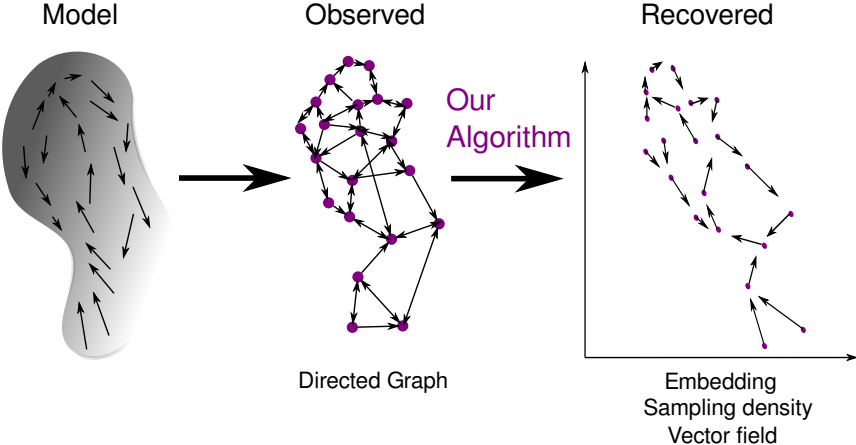 Model
Observed
Recovered
Our
Algorithm
Directed Graph
Embedding
Sampling density
Vector field